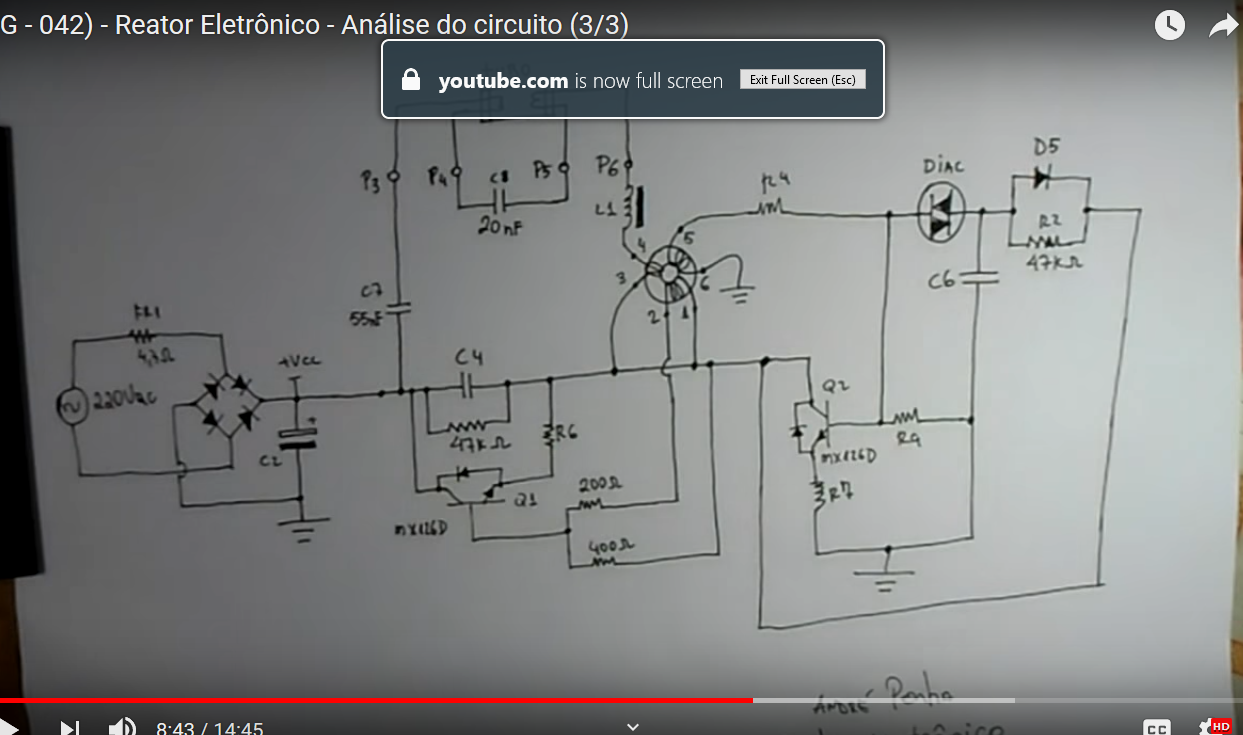 G - 042) - Reator Eletrônico - Análise do circuito (3/3)
youtube.com is now full screen
Exit Full Screen (Esc)
D5
DIAC
P3
P4
C8
P5
P6
R4
L1
20nF
R2
47KΩ
4
5
3
6
2
1
C6
C7
55nF
4,7Ω
+Vcc
C4
220Vac
Q2
47KΩ
R6
R9
C2
+
mx126D
200Ω
Q1
R7
mx126D
400Ω
André Penha
8:43 / 14:45
CC
HD